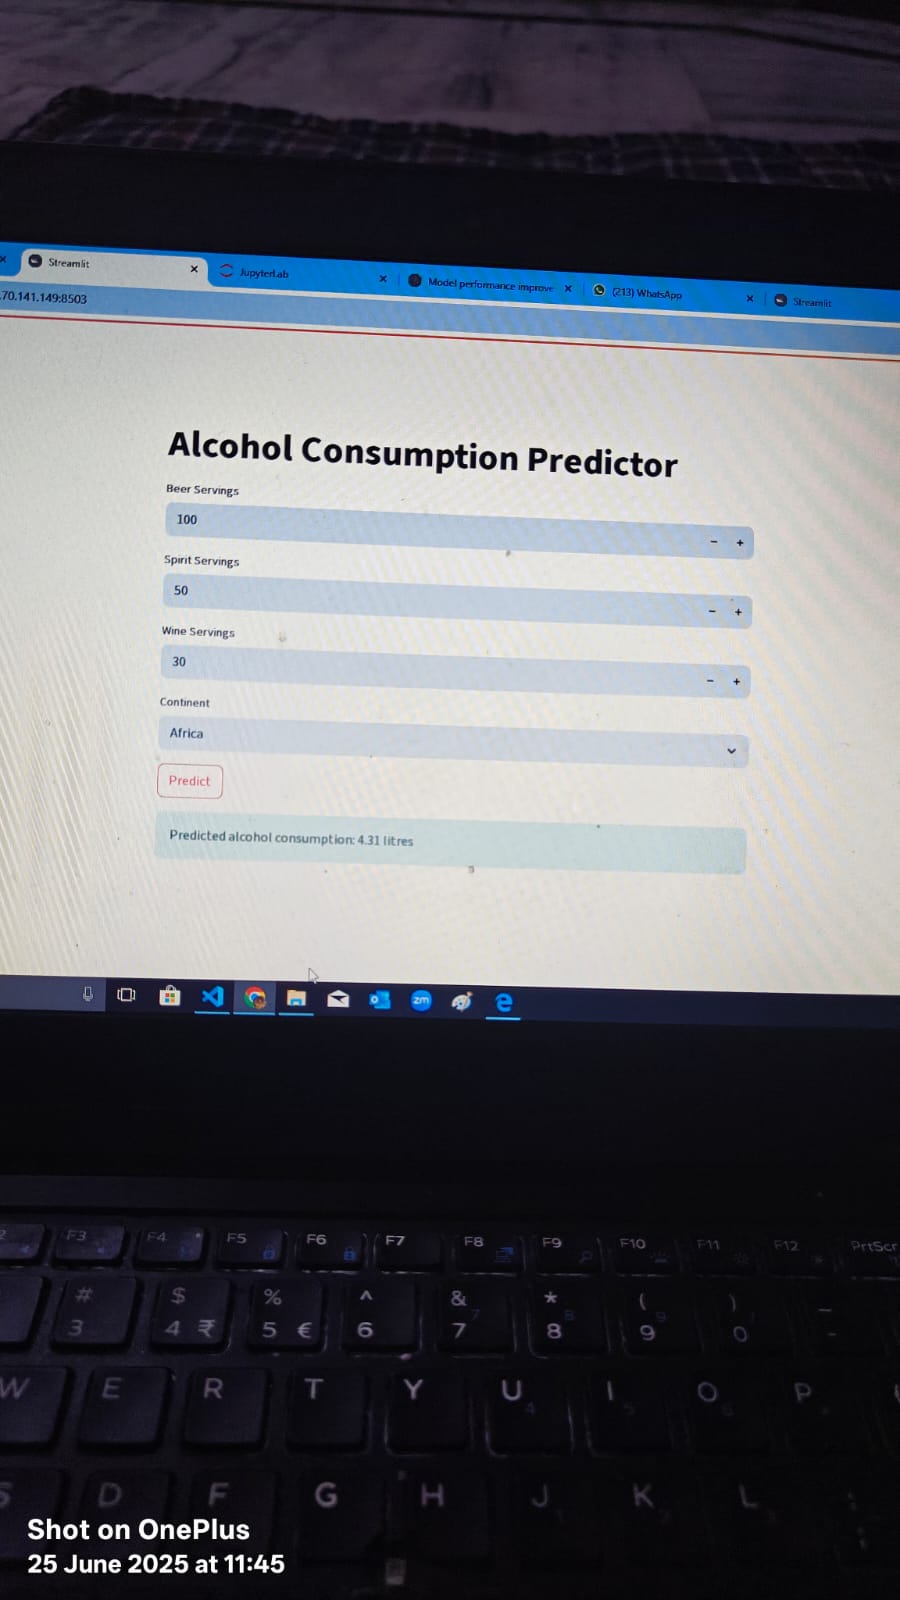 Streamlit
JupyterLab
Model performance improve
(213) WhatsApp
Streamlit
.70.141.149:8503
Alcohol Consumption Predictor
Beer Servings
100
- +
Spirit Servings
50
- +
Wine Servings
30
- +
Continent
Africa
Predict
Predicted alcohol consumption: 4.31 litres
zm
F3 F4 F5 F6 F7 F8 F9 F10 F11 F12 PrtScr
# $ % ^ & * ( ) _
3 4 ₹ 5 € 6 7 8 9 0 -
W E R T Y U I O P
S D F G H J K L
Shot on OnePlus
25 June 2025 at 11:45